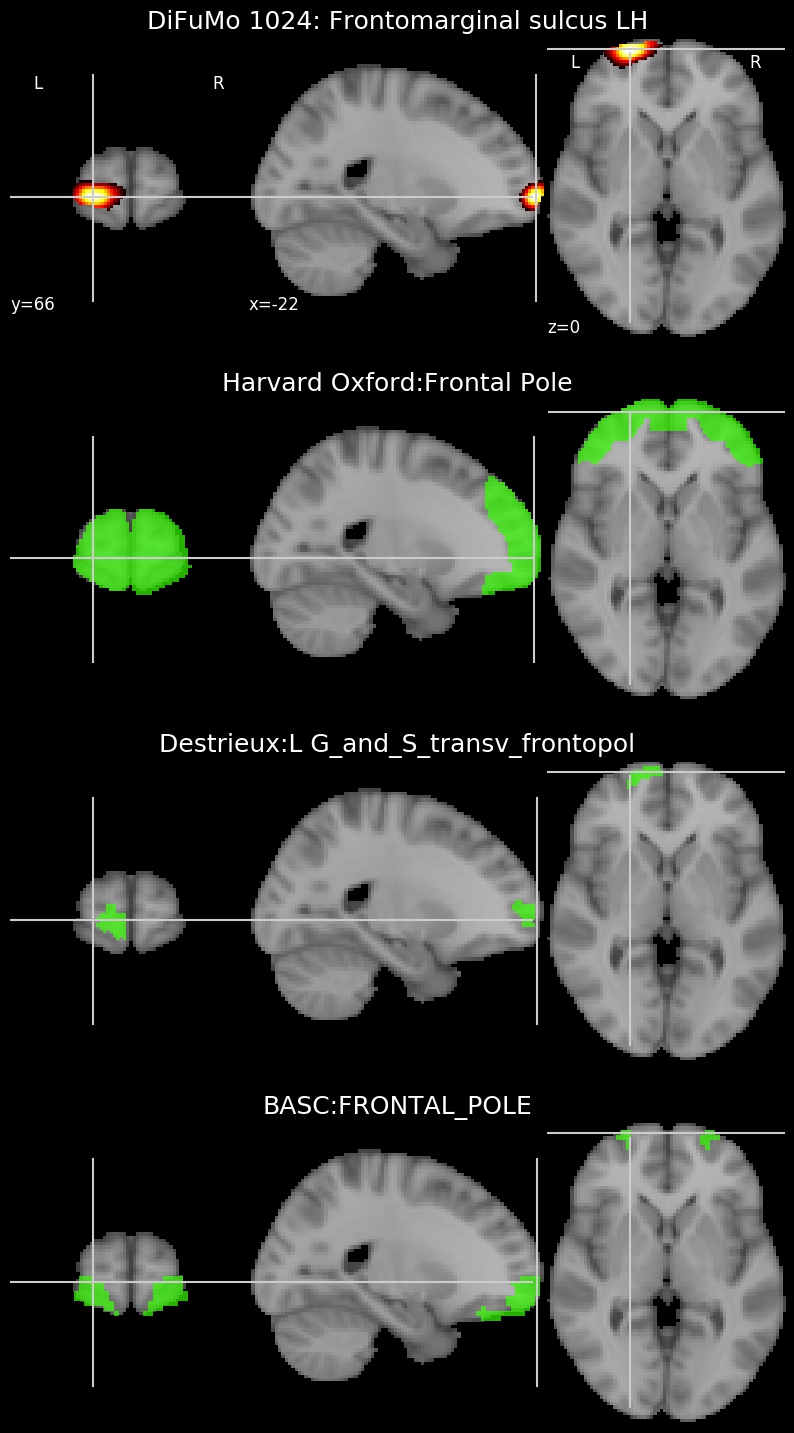 DiFuMo 1024: Frontomarginal sulcus LH
L R L R
y=66 x=-22 z=0
Harvard Oxford:Frontal Pole
Destrieux:L G_and_S_transv_frontopol
BASC:FRONTAL_POLE